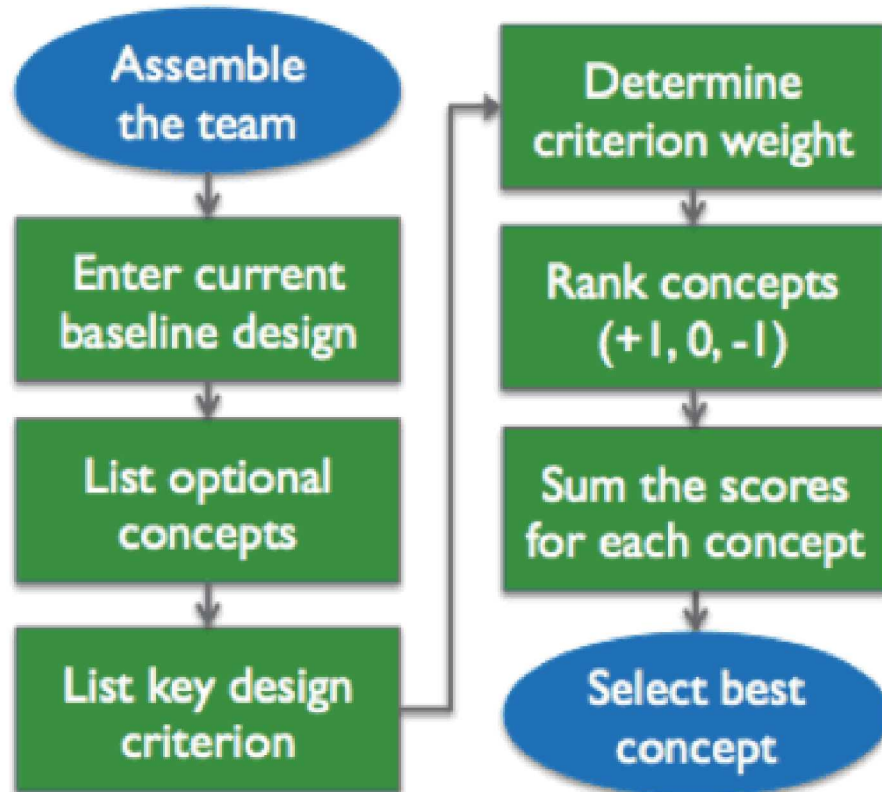 Assemble
the team
Enter current
baseline design
List optional
concepts
List key design
criterion
Determine
criterion weight
Rank concepts
(+1, 0, -1)
Sum the scores
for each concept
Select best
concept